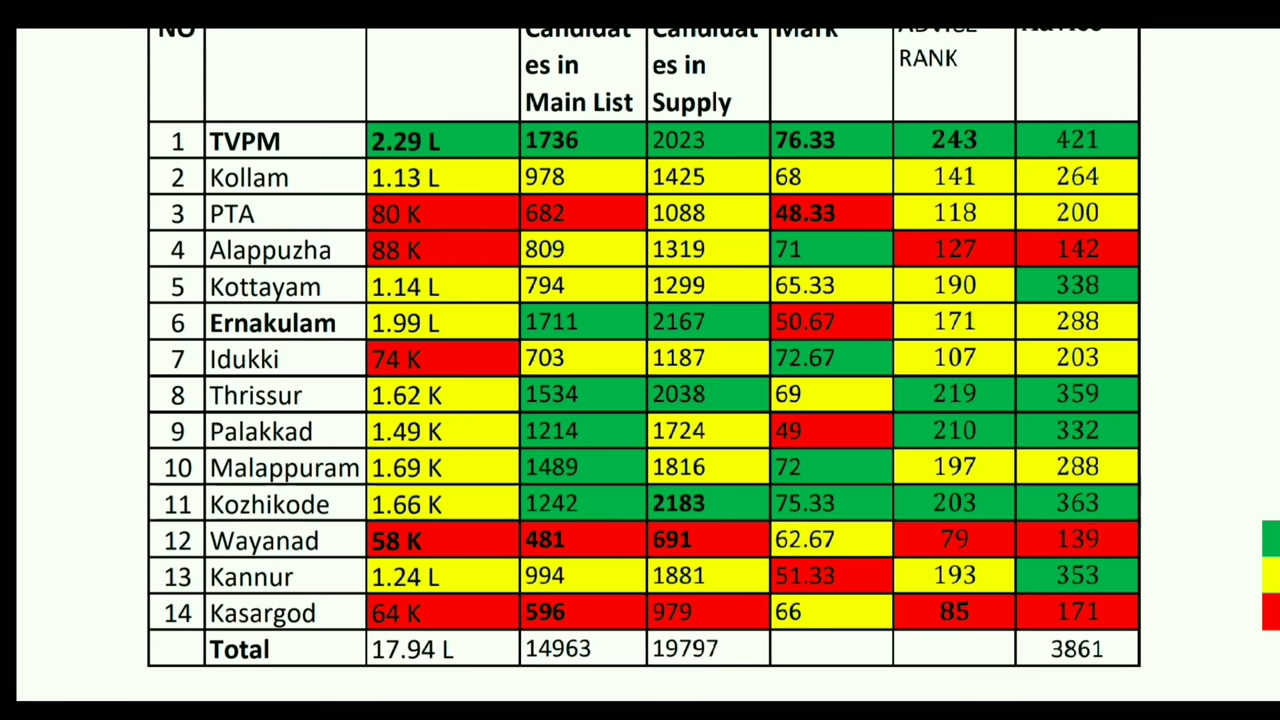 NO Candidat Candidat Mark ADVICE Advice
es in es in RANK
Main List Supply
1 TVPM 2.29 L 1736 2023 76.33 243 421
2 Kollam 1.13 L 978 1425 68 141 264
3 PTA 80 K 682 1088 48.33 118 200
4 Alappuzha 88 K 809 1319 71 127 142
5 Kottayam 1.14 L 794 1299 65.33 190 338
6 Ernakulam 1.99 L 1711 2167 50.67 171 288
7 Idukki 74 K 703 1187 72.67 107 203
8 Thrissur 1.62 K 1534 2038 69 219 359
9 Palakkad 1.49 K 1214 1724 49 210 332
10 Malappuram 1.69 K 1489 1816 72 197 288
11 Kozhikode 1.66 K 1242 2183 75.33 203 363
12 Wayanad 58 K 481 691 62.67 79 139
13 Kannur 1.24 L 994 1881 51.33 193 353
14 Kasargod 64 K 596 979 66 85 171
Total 17.94 L 14963 19797 3861